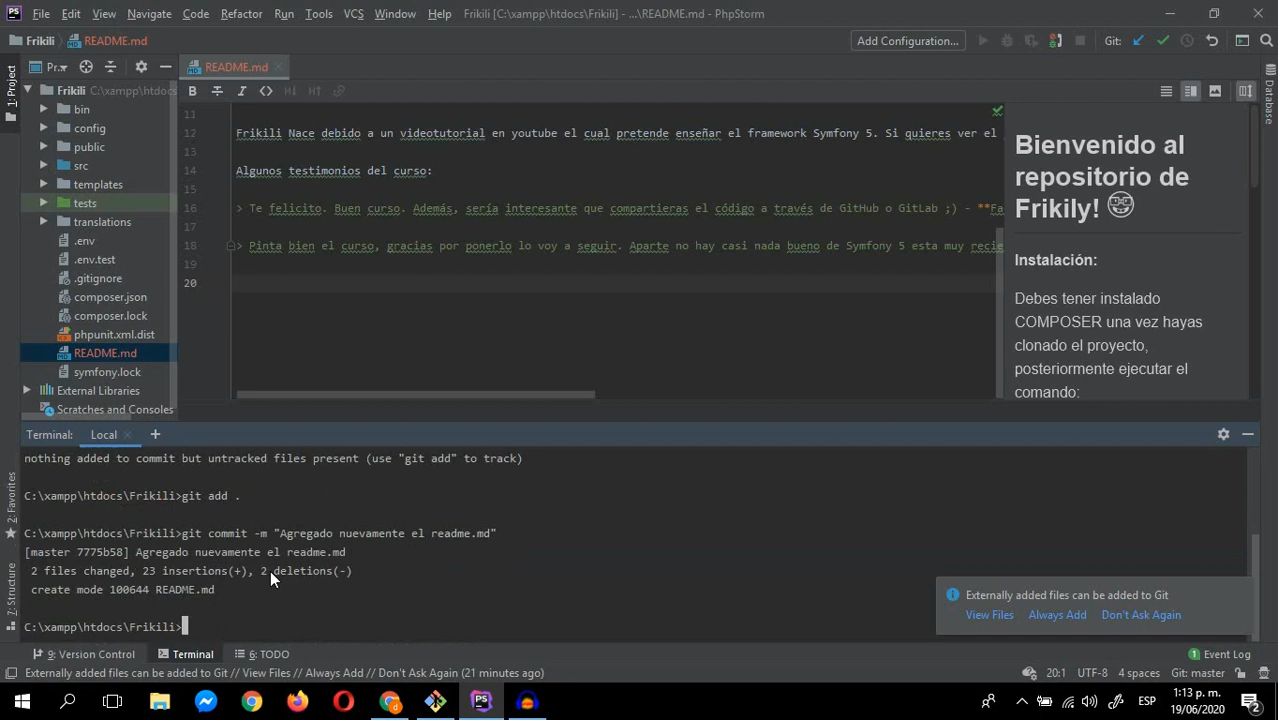 File Edit View Navigate Code Refactor Run Tools VCS Window Help Frikili [C:\xampp\htdocs\Frikili] - ...\README.md - PhpStorm
Frikili README.md Add Configuration... Git:
1: Project
Pr...
README.md
Database
Frikili C:\xampp\htdocs
bin
config
public
src
templates
tests
translations
.env
.env.test
.gitignore
composer.json
composer.lock
phpunit.xml.dist
README.md
symfony.lock
External Libraries
Scratches and Consoles
11
12 Frikili Nace debido a un videotutorial en youtube el cual pretende enseñar el framework Symfony 5. Si quieres ver el
13
14 Algunos testimonios del curso:
15
16 > Te felicito. Buen curso. Además, sería interesante que compartieras el código a través de GitHub o GitLab ;) - **Fa
17
18 > Pinta bien el curso, gracias por ponerlo lo voy a seguir. Aparte no hay casi nada bueno de Symfony 5 esta muy recie
19
20
Bienvenido al
repositorio de
Frikily!
Instalación:
Debes tener instalado
COMPOSER una vez hayas
clonado el proyecto,
posteriormente ejecutar el
comando:
Terminal: Local
nothing added to commit but untracked files present (use "git add" to track)
C:\xampp\htdocs\Frikili>git add .
C:\xampp\htdocs\Frikili>git commit -m "Agregado nuevamente el readme.md"
[master 7775b58] Agregado nuevamente el readme.md
2 files changed, 23 insertions(+), 2 deletions(-)
create mode 100644 README.md
C:\xampp\htdocs\Frikili>
Externally added files can be added to Git
View Files Always Add Don't Ask Again
2: Favorites
7: Structure
9: Version Control Terminal 6: TODO 1 Event Log
Externally added files can be added to Git // View Files // Always Add // Don't Ask Again (21 minutes ago) 20:1 UTF-8 4 spaces Git: master
ESP
1:13 p. m.
19/06/2020
2